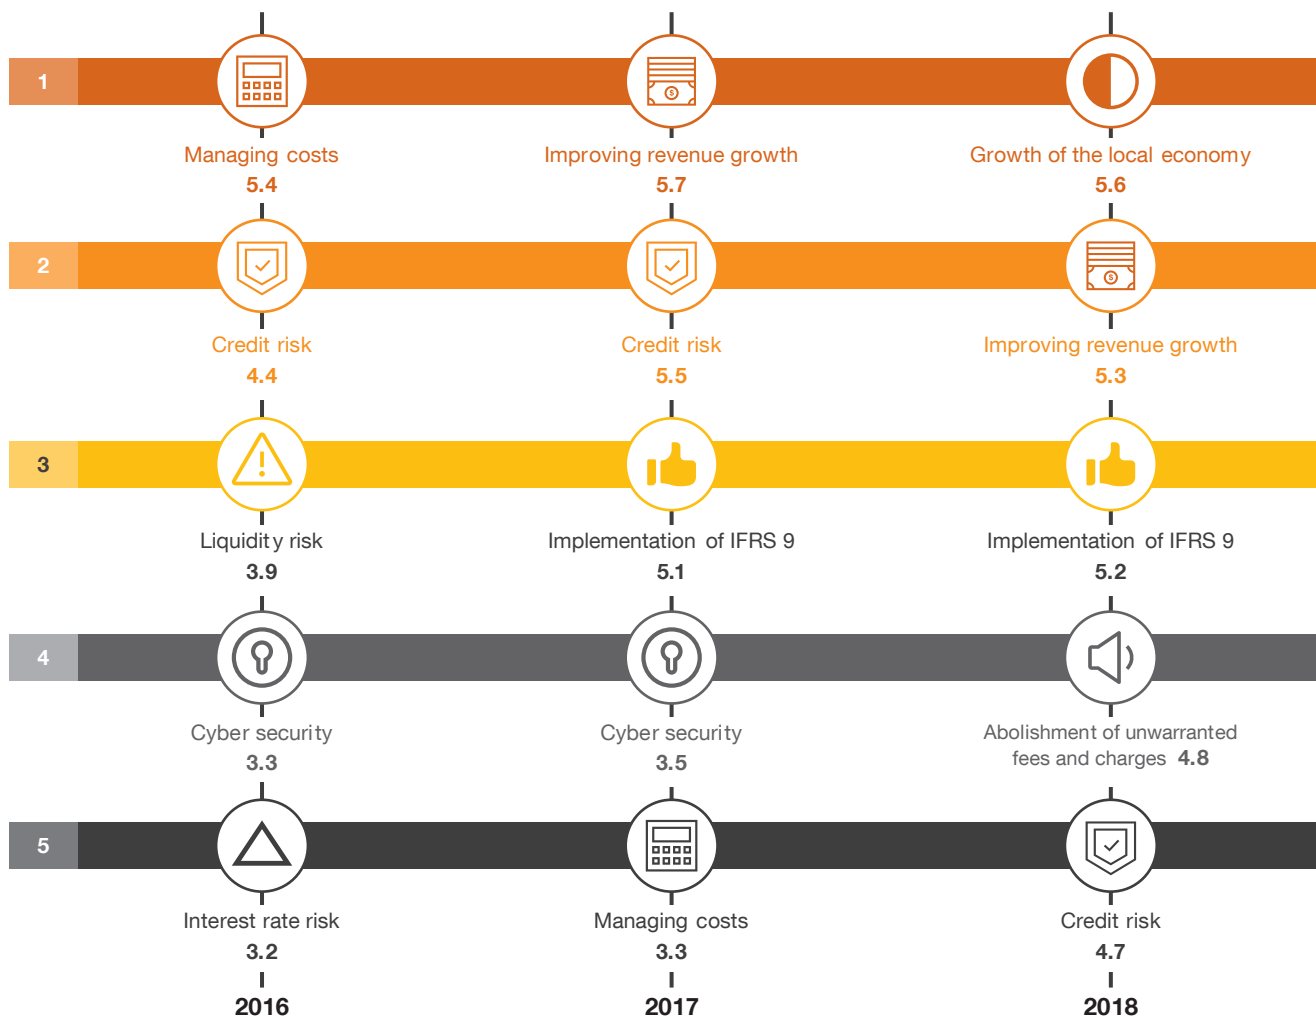 1
Managing costs
5.4
Improving revenue growth
5.7
Growth of the local economy
5.6
2
Credit risk
4.4
Credit risk
5.5
Improving revenue growth
5.3
3
Liquidity risk
3.9
Implementation of IFRS 9
5.1
Implementation of IFRS 9
5.2
4
Cyber security
3.3
Cyber security
3.5
Abolishment of unwarranted
fees and charges 4.8
5
Interest rate risk
3.2
Managing costs
3.3
Credit risk
4.7
2016
2017
2018